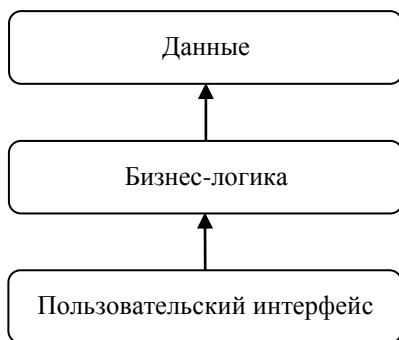 Данные
Бизнес-логика
Пользовательский интерфейс